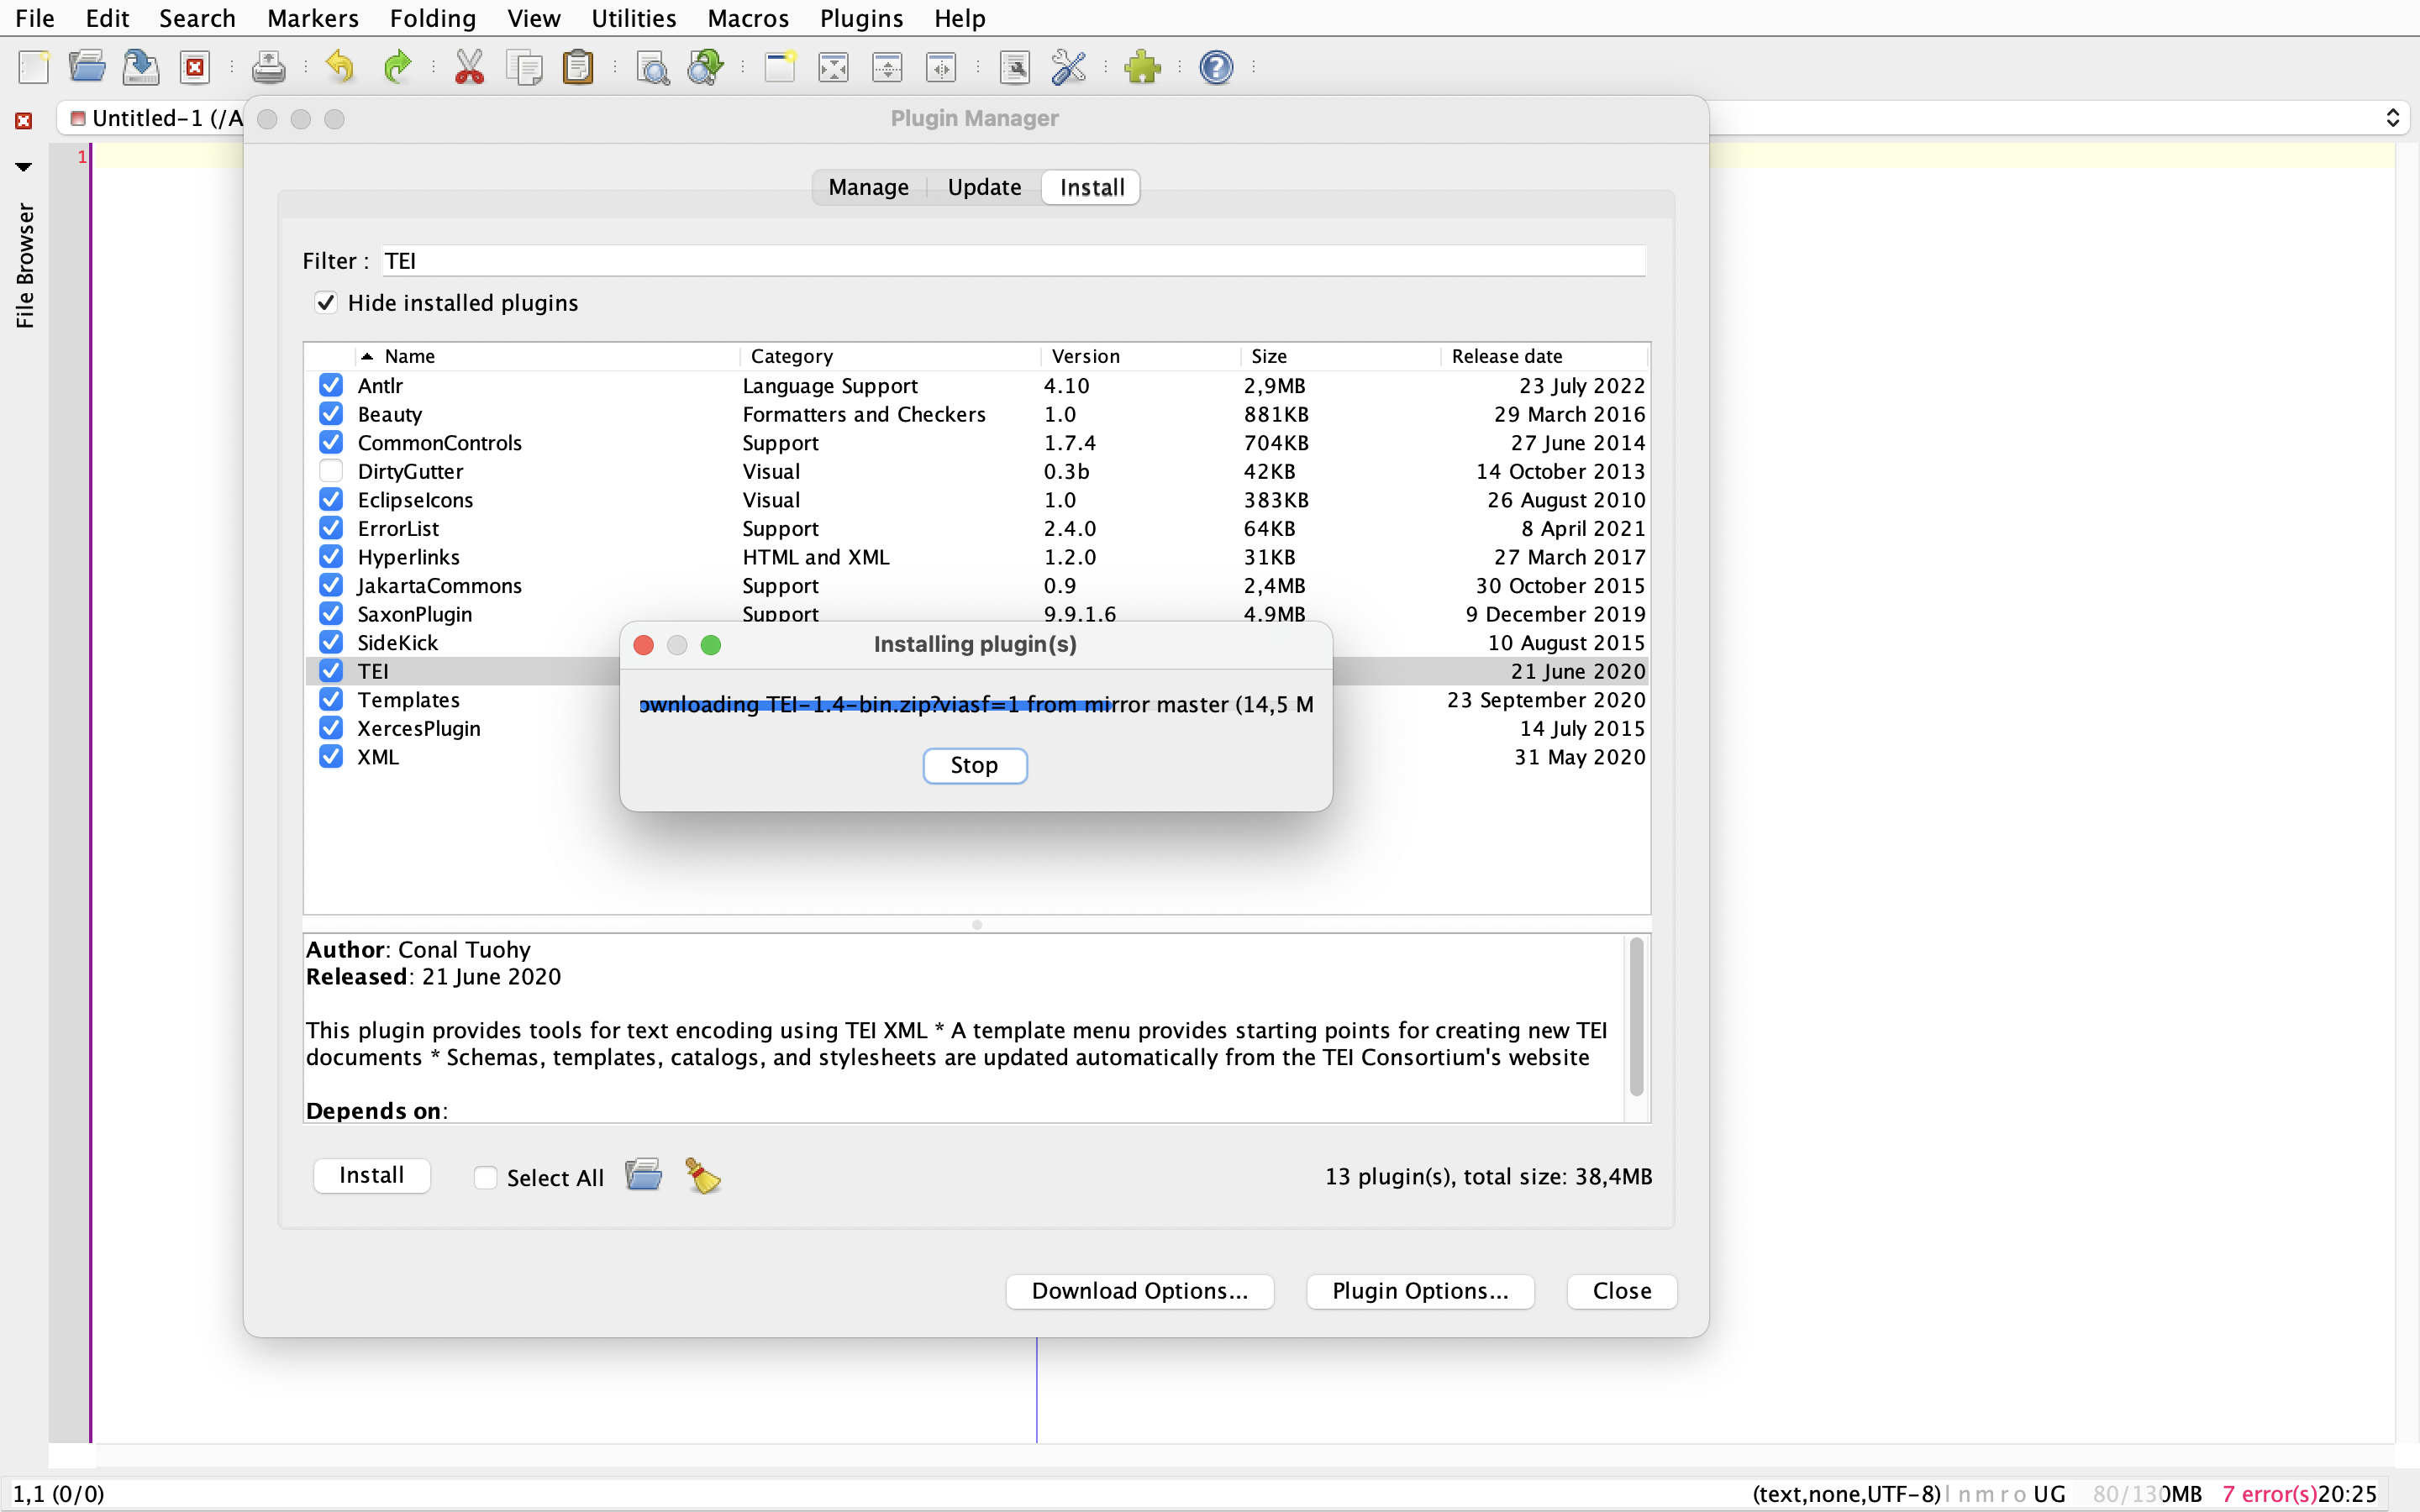 File Edit Search Markers Folding View Utilities Macros Plugins Help
Untitled-1 (/A
Plugin Manager
1
File Browser
Manage Update Install
Filter : TEI
Hide installed plugins
Name Category Version Size Release date
Antlr Language Support 4.10 2,9MB 23 July 2022
Beauty Formatters and Checkers 1.0 881KB 29 March 2016
CommonControls Support 1.7.4 704KB 27 June 2014
DirtyGutter Visual 0.3b 42KB 14 October 2013
EclipseIcons Visual 1.0 383KB 26 August 2010
ErrorList Support 2.4.0 64KB 8 April 2021
Hyperlinks HTML and XML 1.2.0 31KB 27 March 2017
JakartaCommons Support 0.9 2,4MB 30 October 2015
SaxonPlugin Support 9.9.1.6 4.9MB 9 December 2019
SideKick 10 August 2015
TEI 21 June 2020
Templates 23 September 2020
XercesPlugin 14 July 2015
XML 31 May 2020
Installing plugin(s)
ownloading TEI-1.4-bin.zip?viasf=1 from mirror master (14,5 M
Stop
Author: Conal Tuohy
Released: 21 June 2020
This plugin provides tools for text encoding using TEI XML * A template menu provides starting points for creating new TEI
documents * Schemas, templates, catalogs, and stylesheets are updated automatically from the TEI Consortium's website
Depends on:
Install Select All 13 plugin(s), total size: 38,4MB
Download Options... Plugin Options... Close
1,1 (0/0) (text,none,UTF-8) l n m r o UG 80/130MB 7 error(s) 20:25